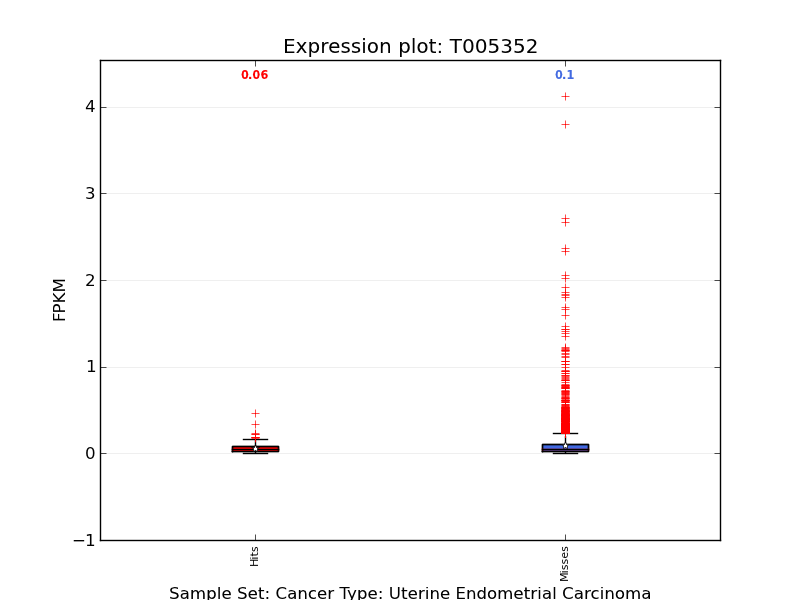 Expression plot: T005352
0.06
0.1
4
3
2
1
0
−1
FPKM
Hits
Misses
Sample Set: Cancer Type: Uterine Endometrial Carcinoma